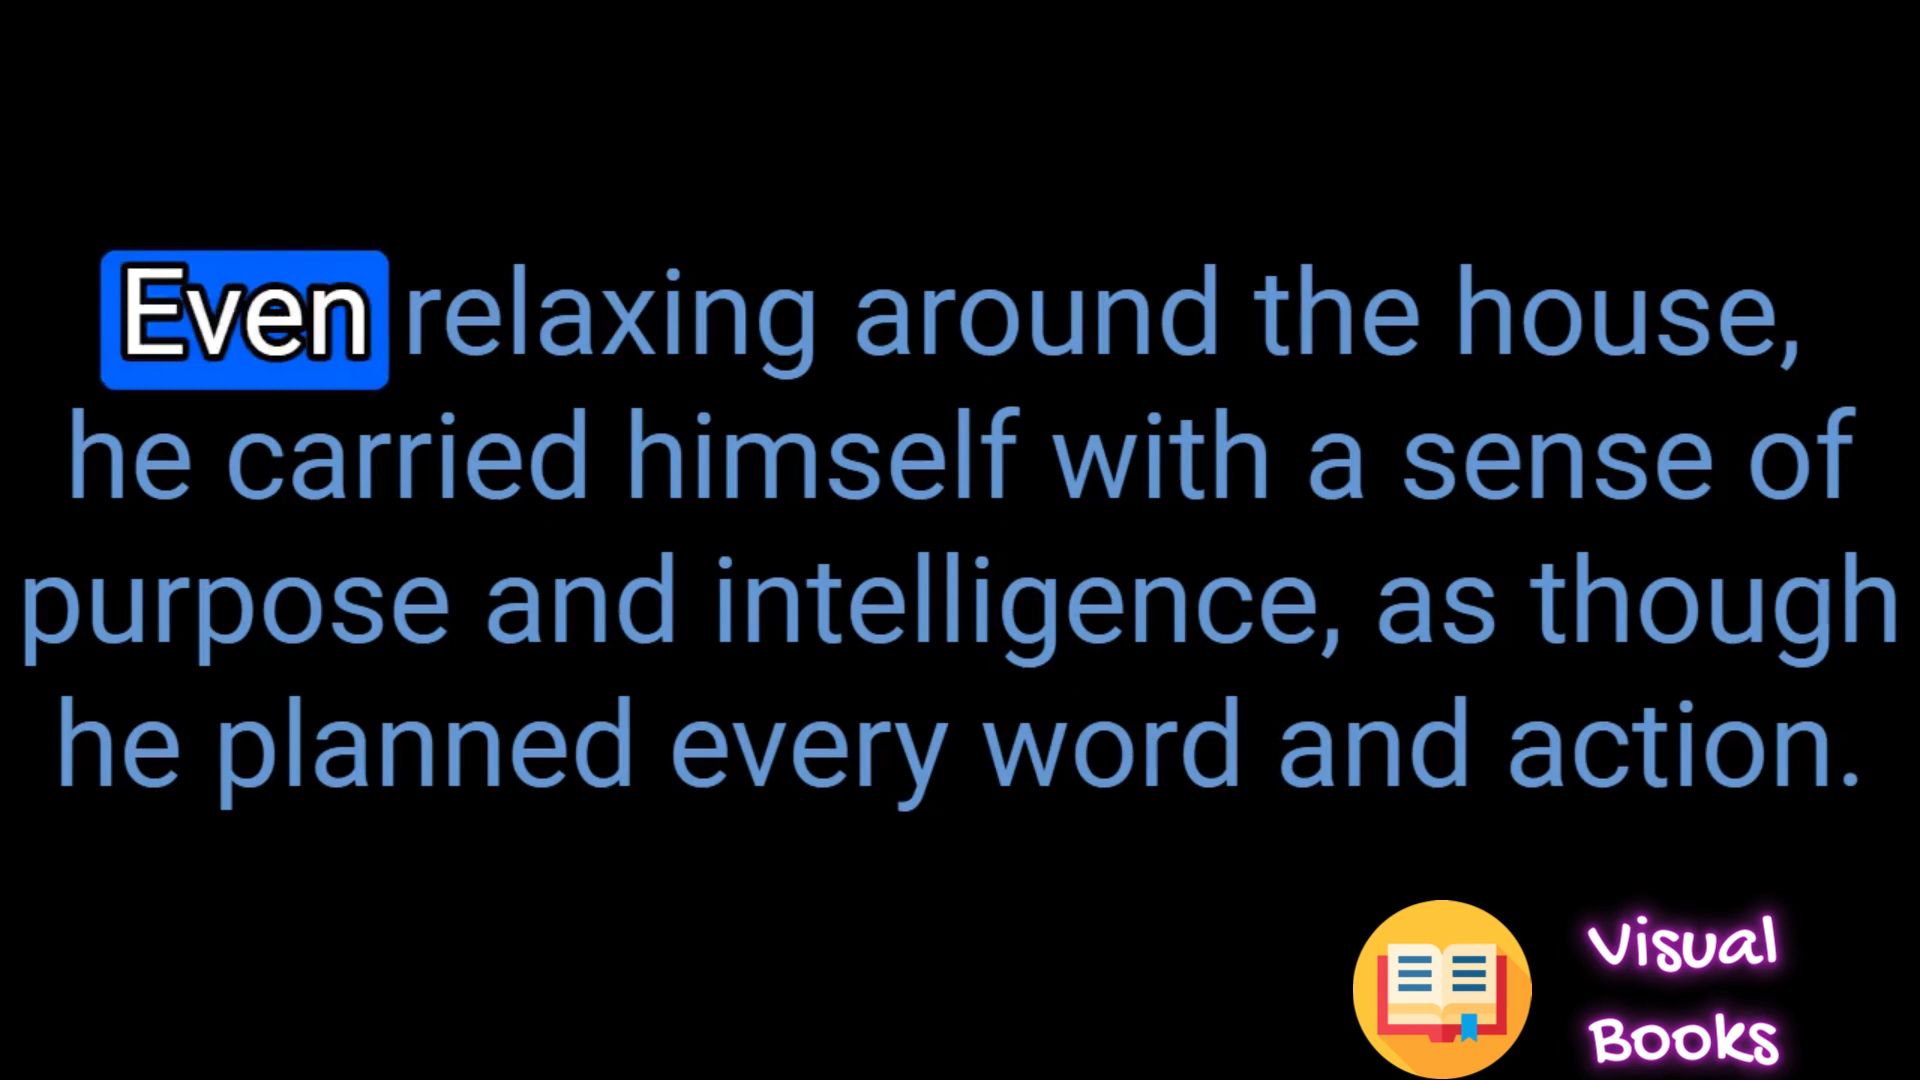 Even relaxing around the house,
he carried himself with a sense of
purpose and intelligence, as though
he planned every word and action.
Visual
Books